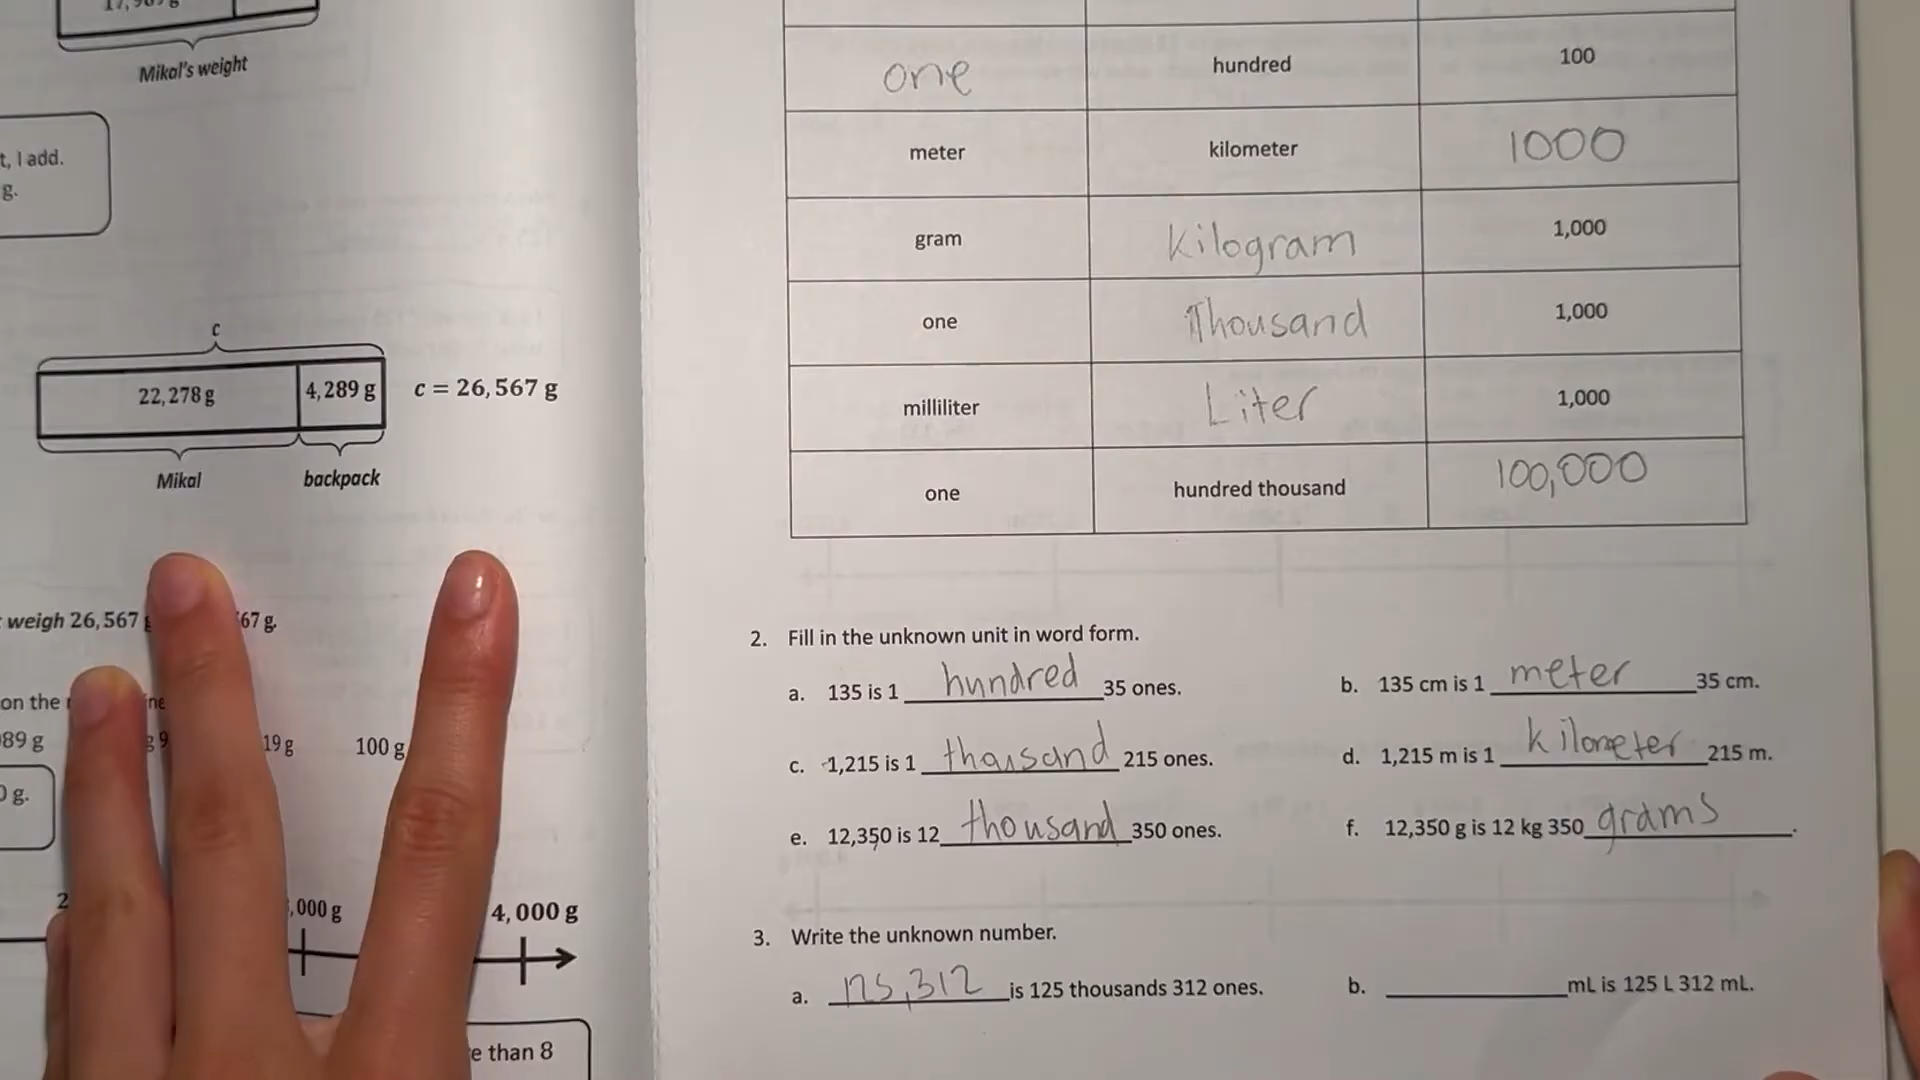 Mikal's weight
t, I add.
g.
c
22,278 g 4,289 g c = 26,567 g
Mikal backpack
weigh 26,567 67 g.
on the
89 g 9 19 g 100 g
0 g.
2 ,000 g 4,000 g
e than 8
one hundred 100
meter kilometer 1000
gram kilogram 1,000
one Thousand 1,000
milliliter Liter 1,000
one hundred thousand 100,000
2. Fill in the unknown unit in word form.
a. 135 is 1 hundred 35 ones. b. 135 cm is 1 meter 35 cm.
c. 1,215 is 1 thousand 215 ones. d. 1,215 m is 1 kilometer 215 m.
e. 12,350 is 12 thousand 350 ones. f. 12,350 g is 12 kg 350 grams.
3. Write the unknown number.
a. 125,312 is 125 thousands 312 ones. b. mL is 125 L 312 mL.